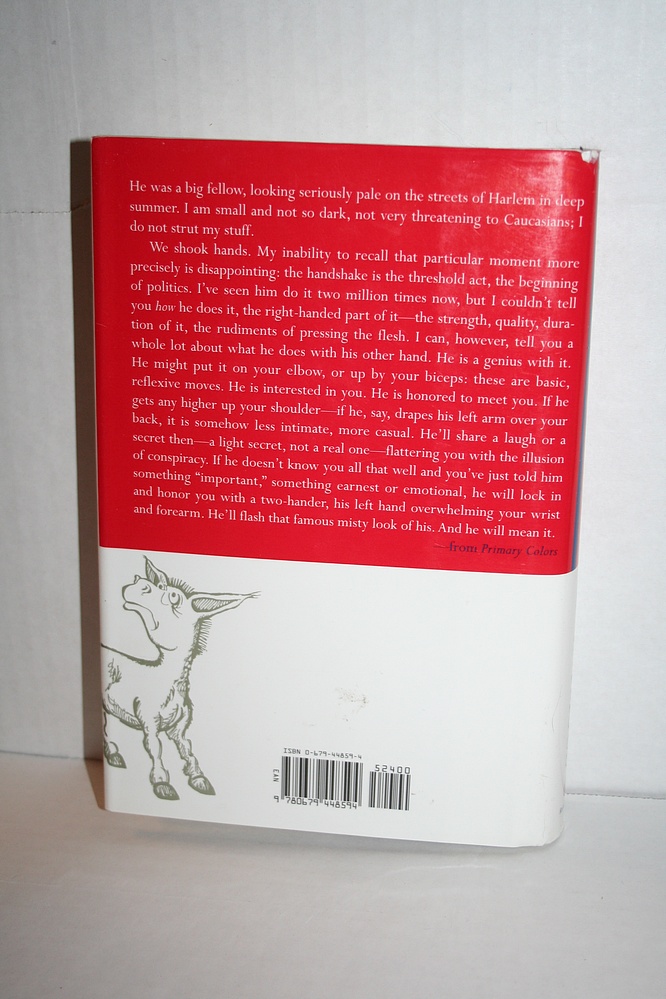 He was a big fellow, looking seriously pale on the streets of Harlem in deep
summer. I am small and not so dark, not very threatening to Caucasians; I
do not strut my stuff.
We shook hands. My inability to recall that particular moment more
precisely is disappointing: the handshake is the threshold act, the beginning
of politics. I've seen him do it two million times now, but I couldn't tell
you how he does it, the right-handed part of it—the strength, quality, dura-
tion of it, the rudiments of pressing the flesh. I can, however, tell you a
whole lot about what he does with his other hand. He is a genius with it.
He might put it on your elbow, or up by your biceps: these are basic,
reflexive moves. He is interested in you. He is honored to meet you. If he
gets any higher up your shoulder—if he, say, drapes his left arm over your
back, it is somehow less intimate, more casual. He'll share a laugh or a
secret then—a light secret, not a real one—flattering you with the illusion
of conspiracy. If he doesn't know you all that well and you've just told him
something "important," something earnest or emotional, he will lock in
and honor you with a two-hander, his left hand overwhelming your wrist
and forearm. He'll flash that famous misty look of his. And he will mean it.
—from Primary Colors
ISBN 0-679-44859-4
52400
EAN
9 780679 448594